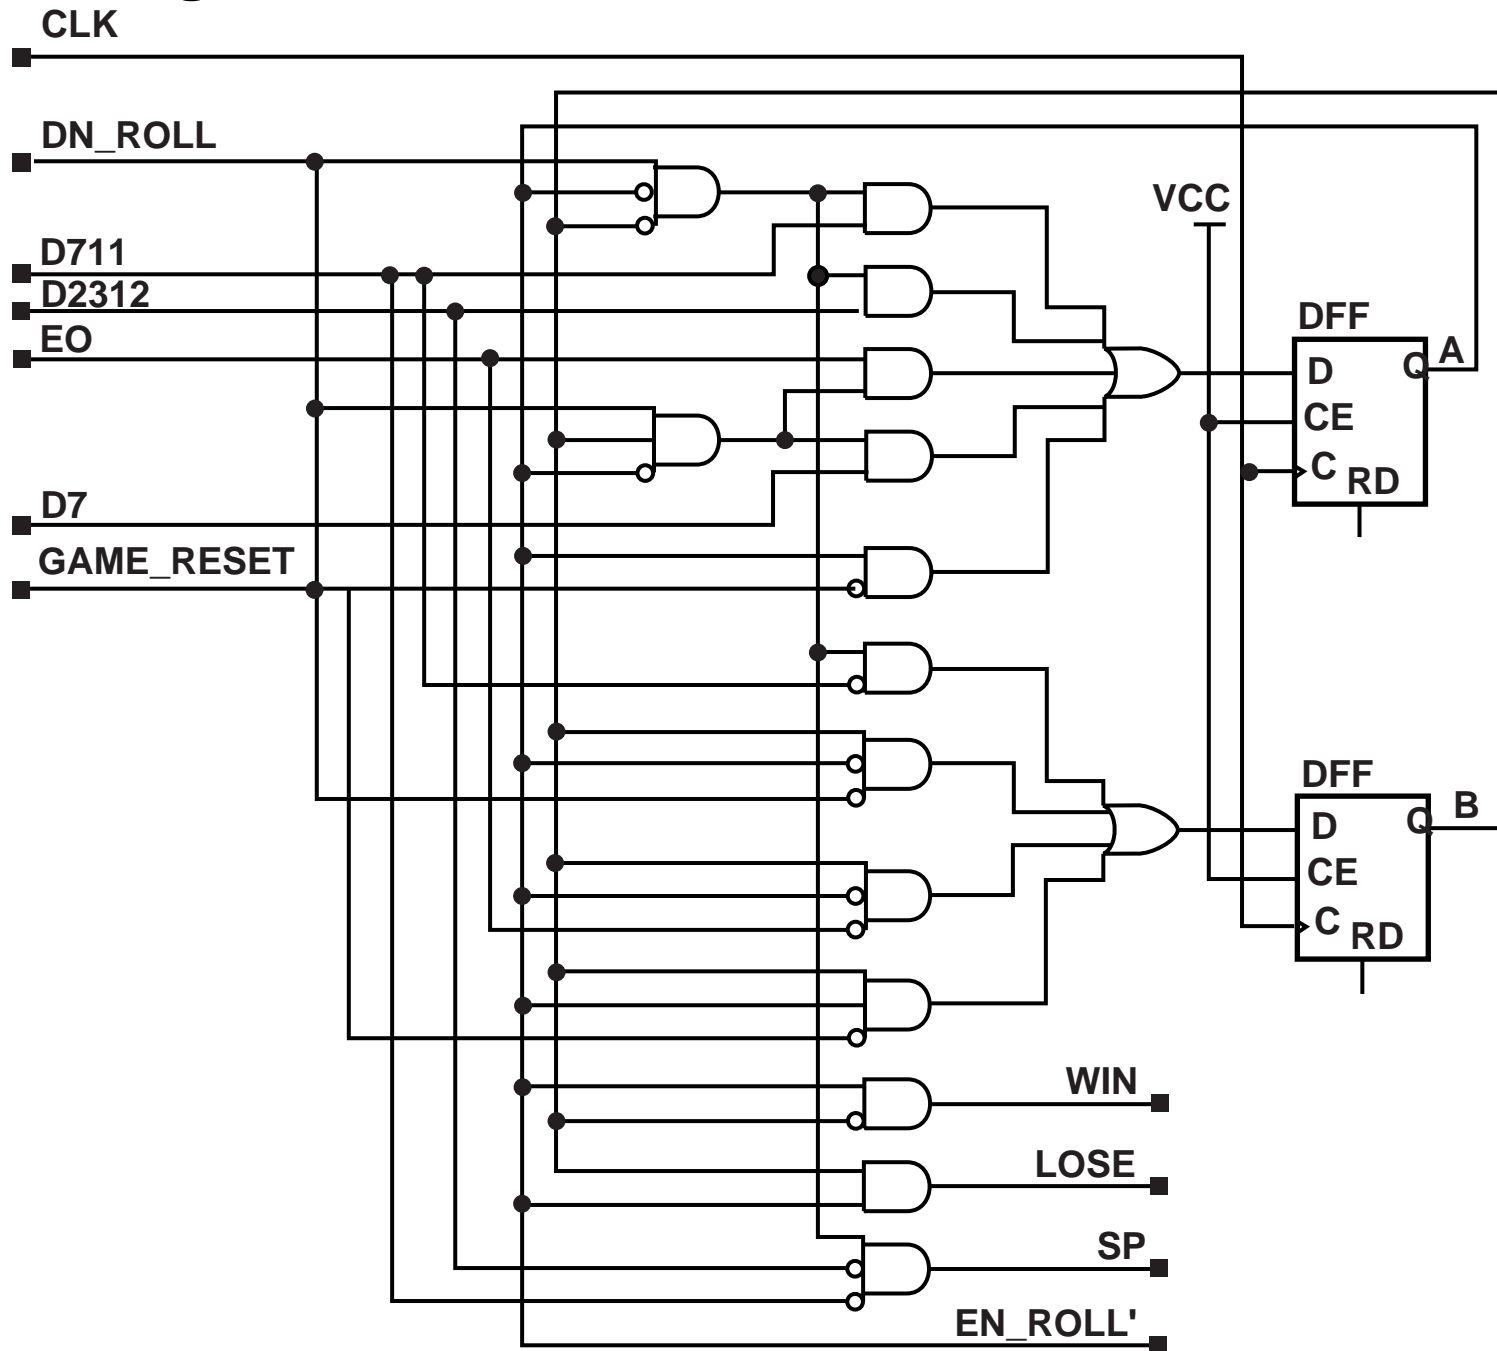 CLK
DN_ROLL
VCC
D711
D2312
DFF
EO
A
D
Q
CE
C
RD
D7
GAME_RESET
DFF
B
D
Q
CE
C
RD
WIN
LOSE
SP
EN_ROLL'